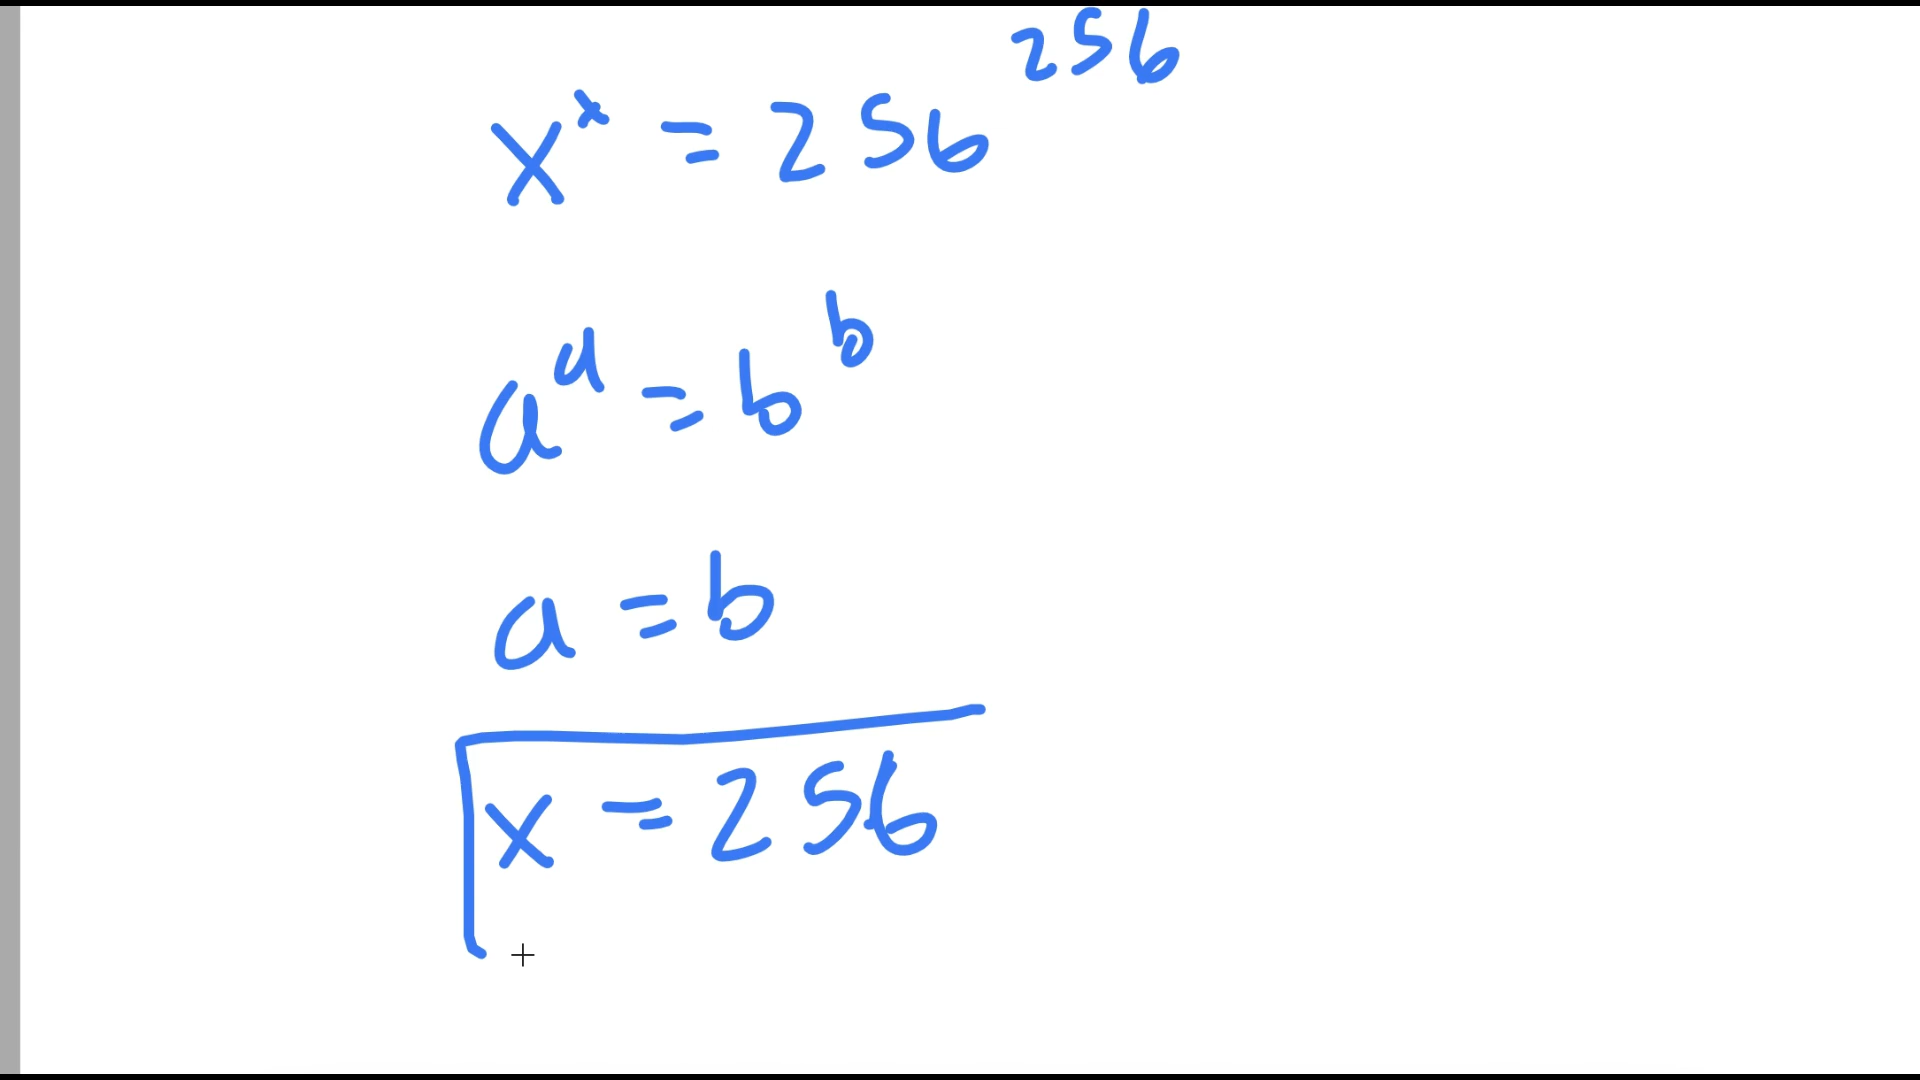 x^x = 256^256
a^a = b^b
a = b
x = 256